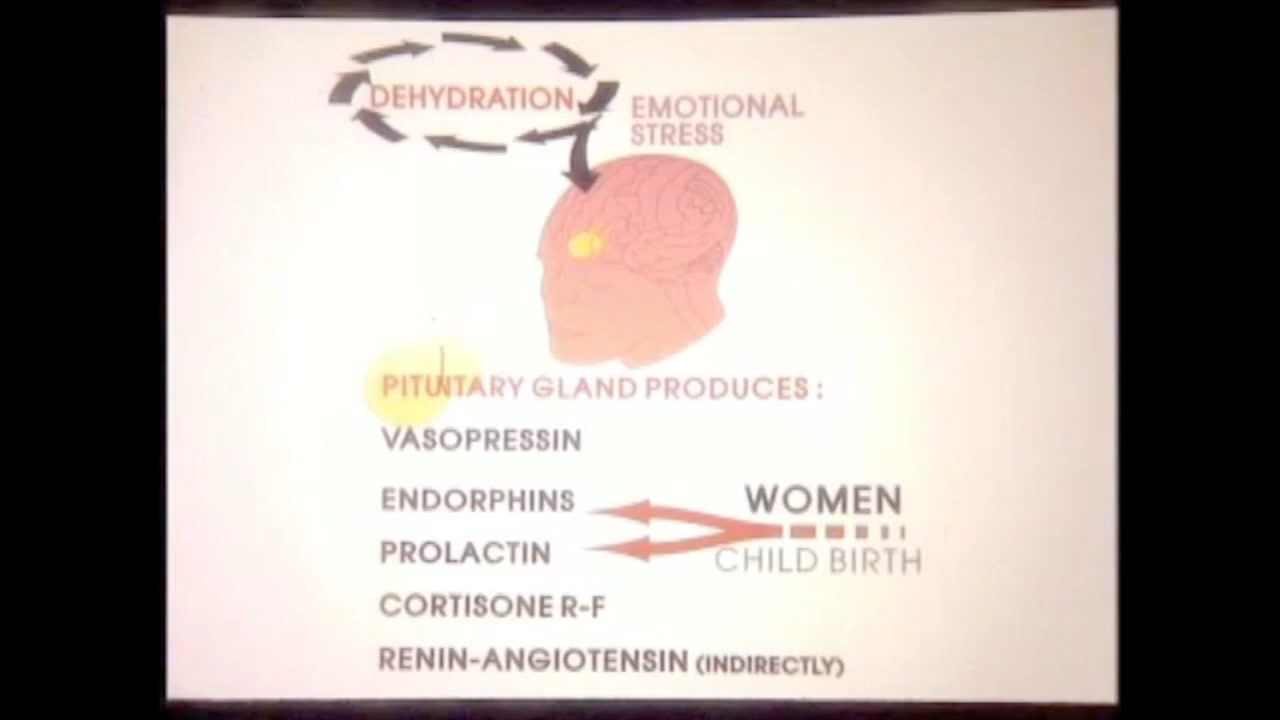 DEHYDRATION
EMOTIONAL
STRESS
PITUITARY GLAND PRODUCES :
VASOPRESSIN
ENDORPHINS
PROLACTIN
WOMEN
CHILD BIRTH
CORTISONE R-F
RENIN-ANGIOTENSIN (INDIRECTLY)